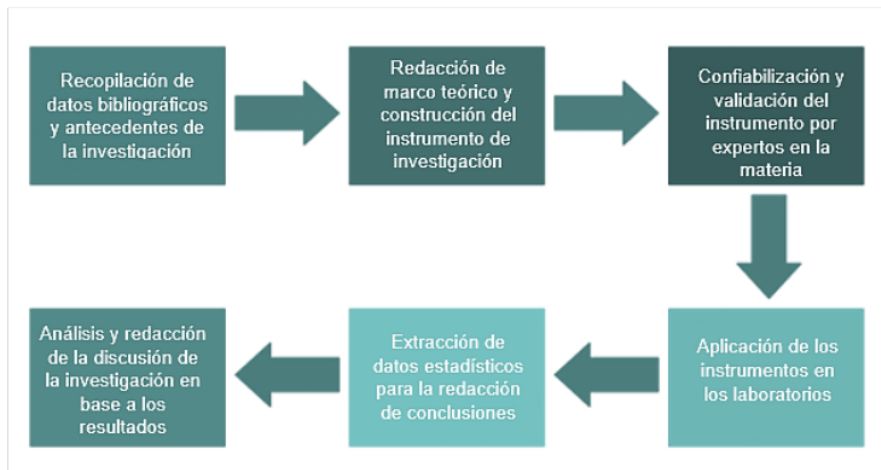 Recopilación de
datos bibliográficos
y antecedentes de
la investigación
Redacción de
marco teórico y
construcción del
instrumento de
investigación
Confiabilización y
validación del
instrumento por
expertos en la
materia
Aplicación de los
instrumentos en
los laboratorios
Extracción de
datos estadísticos
para la redacción
de conclusiones
Análisis y redacción
de la discusión de
la investigación en
base a los
resultados